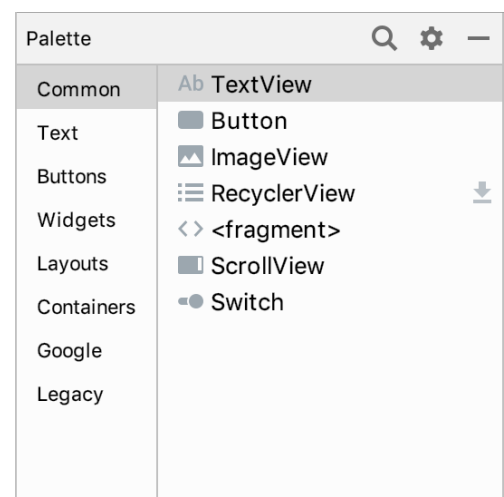 Palette
Common
Text
Buttons
Widgets
Layouts
Containers
Google
Legacy
Ab TextView
Button
ImageView
RecyclerView
<fragment>
ScrollView
Switch